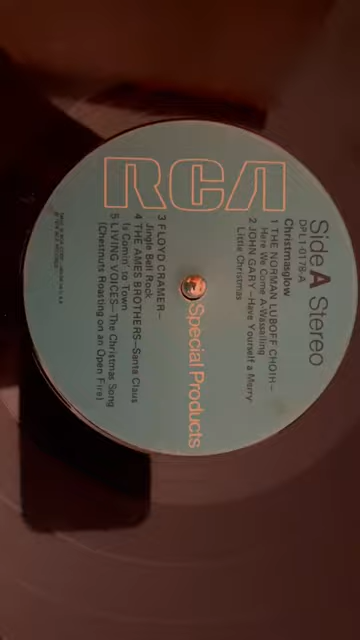 RCA
Special Products
Side A Stereo
DPL1-0178-A
Christmasglow
1 THE NORMAN LUBOFF CHOIR–
Here We Come A-Wassailing
2 JOHN GARY–Have Yourself a Merry
Little Christmas
3 FLOYD CRAMER–
Jingle Bell Rock
4 THE AMES BROTHERS–Santa Claus
Is Comin' to Town
5 LIVING VOICES–The Christmas Song
(Chestnuts Roasting on an Open Fire)